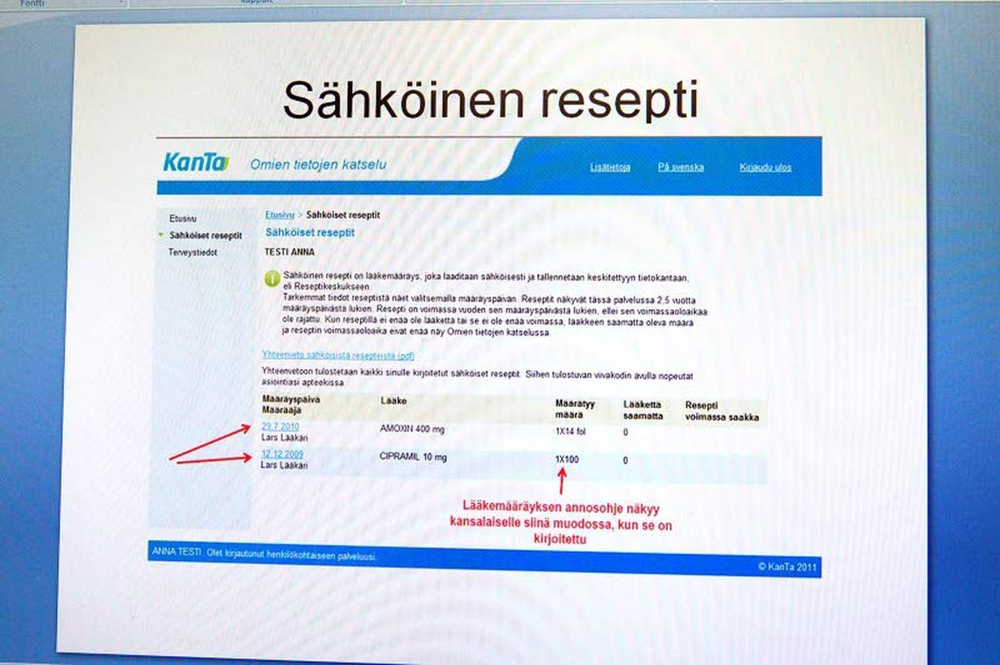 Fontti
Sähköinen resepti
KanTa Omien tietojen katselu Lisätietoja På svenska Kirjaudu ulos
Etusivu
Sähköiset reseptit
Terveystiedot
Etusivu > Sähköiset reseptit
Sähköiset reseptit
TESTI ANNA
Sähköinen resepti on lääkemääräys, joka laaditaan sähköisesti ja tallennetaan keskitettyyn tietokantaan,
eli Reseptikeskukseen.
Tarkemmat tiedot reseptistä näet valitsemalla määräyspäivän. Reseptit näkyvät tässä palvelussa 2,5 vuotta
määräyspäivästä lukien. Resepti on voimassa vuoden sen määräyspäivästä lukien, ellei sen voimassaoloaikaa
ole rajattu. Kun reseptillä ei enää ole lääkettä tai se ei ole enää voimassa, lääkkeen saamatta oleva määrä
ja reseptin voimassaoloaika eivät enää näy Omien tietojen katselussa.
Yhteenveto sähköisistä resepteistä (pdf)
Yhteenvetoon tulostetaan kaikki sinulle kirjoitetut sähköiset reseptit. Siihen tulostuvan viivakodin avulla nopeutat
asiointiasi apteekissa.
Määräyspäivä Lääke Määrätyy Lääkettä Resepti
Määrääjä määrä saamatta voimassa saakka
29.7.2010 AMOXIN 400 mg 1X14 fol 0
Lars Lääkäri
12.12.2009 CIPRAMIL 10 mg 1X100 0
Lars Lääkäri
Lääkemääräyksen annosohje näkyy
kansalaiselle siinä muodossa, kun se on
kirjoitettu
ANNA TESTI Olet kirjautunut henkilökohtaiseen palveluusi.
© KanTa 2011